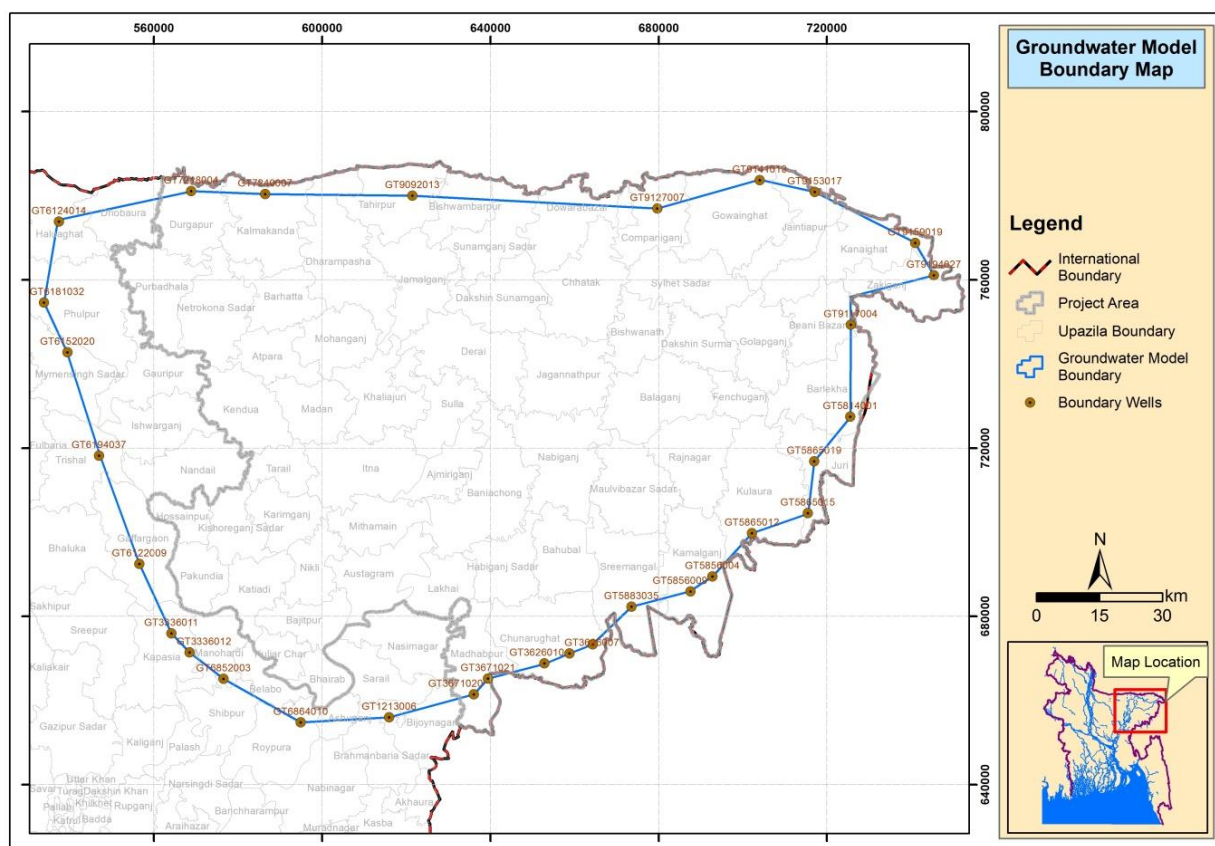 560000
600000
640000
680000
720000
Groundwater Model
Boundary Map
800000
760000
720000
680000
640000
GT9092013
GT9127007
GT9153017
GT6124014
Dhobaura
Haluaghat
Durgapur
Kalmakanda
Tahirpur
Bishwambarpur
Dowarabazar
Companiganj
Gowainghat
Jaintiapur
Kanaighat
Sunamganj Sadar
Dharampasha
Jamalganj
Chhatak
Sylhet Sadar
Zakiganj
Purbadhala
Phulpur
Netrokona Sadar
Barhatta
Dakshin Sunamganj
Beani Bazar
Mohanganj
Bishwanath
Dakshin Surma
Golapganj
Mymensingh Sadar
Gauripur
Atpara
Derai
Khaliajuri
Jagannathpur
Barlekha
Kendua
Madan
Sulla
Balaganj
Fenchuganj
GT5814001
Ishwarganj
Fulbaria
GT6194037
Trishal
Nandail
Tarail
Itna
Ajmiriganj
Nabiganj
Rajnagar
GT5865019
Juri
Kulaura
Baniachong
Maulvibazar Sadar
Hossainpur
Karimganj
Kishoreganj Sadar
Mithamain
GT5865015
GT5865012
Gaffargaon
Bhaluka
GT6122009
Nikli
Austagram
Bahubal
Habiganj Sadar
Sreemangal
Kamalganj
GT5856004
Pakundia
Katiadi
Lakhai
GT5883035
Sakhipur
Sreepur
GT3336011
Bajitpur
GT3336012
Manohardi
Kapasia
Kuliar Char
Nasimagar
Madhabpur
Chunarughat
GT3626010
Kaliakair
GT6852003
Belabo
Bhairab
Sarail
GT3671021
GT3671020
Shibpur
GT6864010
GT1213006
Bijoynagar
Gazipur Sadar
Kaliganj
Palash
Roypura
Brahmanbaria Sadar
Uttar Khan
Dakshin Khan
Narsingdi Sadar
Nabinagar
Akhaura
Rupganj
Badda
Araihazar
Banchharampur
Muradnagar
Kasba
Legend
International
Boundary
Project Area
Upazila Boundary
Groundwater Model
Boundary
Boundary Wells
N
0 15 30
km
Map Location